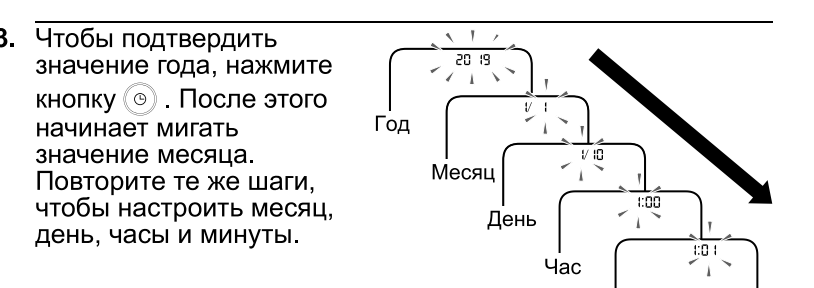 3. Чтобы подтвердить
значение года, нажмите
кнопку . После этого
начинает мигать
значение месяца.
Повторите те же шаги,
чтобы настроить месяц,
день, часы и минуты.
2019
Год
1/ 1
Месяц
1/10
День
1:00
Час
1:01